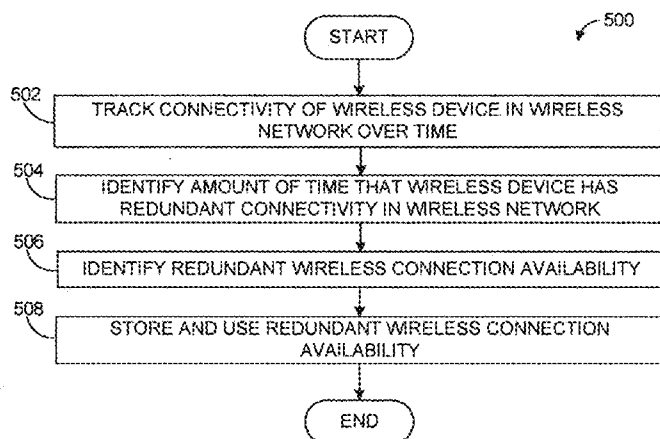 500
START
502
TRACK CONNECTIVITY OF WIRELESS DEVICE IN WIRELESS
NETWORK OVER TIME
504
IDENTIFY AMOUNT OF TIME THAT WIRELESS DEVICE HAS
REDUNDANT CONNECTIVITY IN WIRELESS NETWORK
506
IDENTIFY REDUNDANT WIRELESS CONNECTION AVAILABILITY
508
STORE AND USE REDUNDANT WIRELESS CONNECTION
AVAILABILITY
END